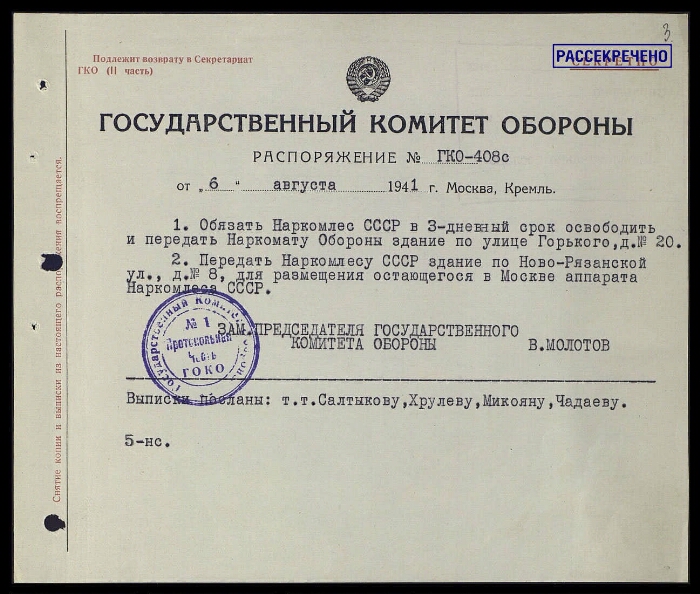 3
Подлежит возврату в Секретариат
ГКО (II часть)
РАССЕКРЕЧЕНО
СЕКРЕТНО
ГОСУДАРСТВЕННЫЙ КОМИТЕТ ОБОРОНЫ
РАСПОРЯЖЕНИЕ № ГКО-408с
от „6" августа 1941 г. Москва, Кремль.
1. Обязать Наркомлес СССР в 3-дневный срок освободить
и передать Наркомату Обороны здание по улице Горького,д.№ 20.
2. Передать Наркомлесу СССР здание по Ново-Рязанской
ул., д.№ 8, для размещения остающегося в Москве аппарата
Наркомлеса СССР.
ЗАМ.ПРЕДСЕДАТЕЛЯ ГОСУДАРСТВЕННОГО
КОМИТЕТА ОБОРОНЫ В.МОЛОТОВ
Государственный Комитет Обороны
№ 1
Протокольная
Часть
ГОКО
Выписки посланы: т.т.Салтыкову,Хрулеву,Микояну,Чадаеву.
5-нс.
Снятие копии и выписки из настоящего распоряжения воспрещается.